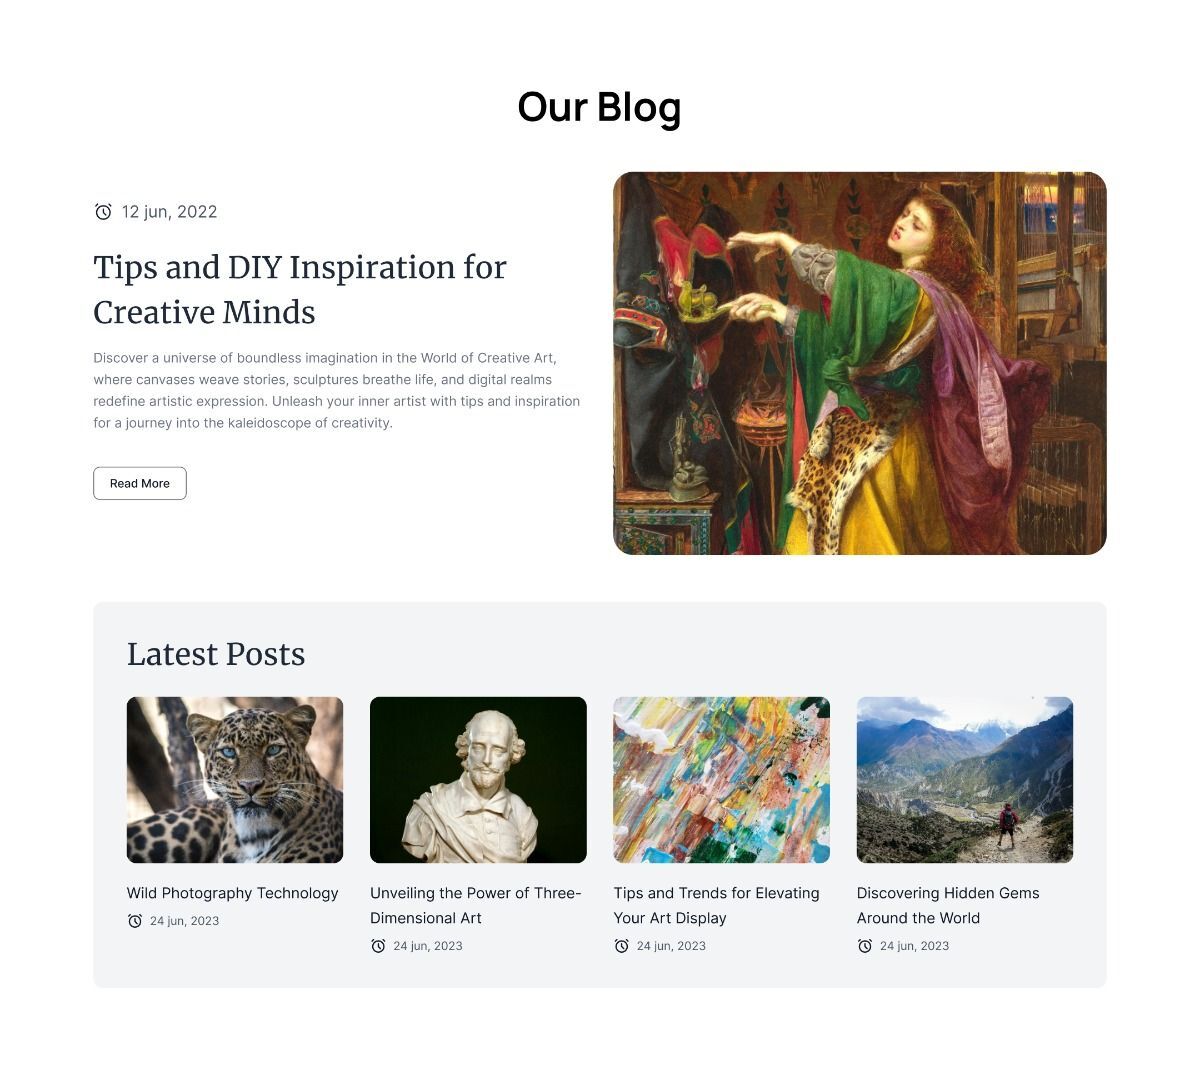 Our Blog
12 jun, 2022
Tips and DIY Inspiration for
Creative Minds
Discover a universe of boundless imagination in the World of Creative Art,
where canvases weave stories, sculptures breathe life, and digital realms
redefine artistic expression. Unleash your inner artist with tips and inspiration
for a journey into the kaleidoscope of creativity.
Read More
Latest Posts
Wild Photography Technology
24 jun, 2023
Unveiling the Power of Three-
Dimensional Art
24 jun, 2023
Tips and Trends for Elevating
Your Art Display
24 jun, 2023
Discovering Hidden Gems
Around the World
24 jun, 2023